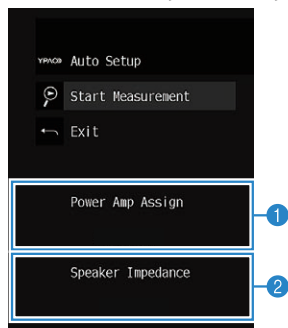 YPAO Auto Setup
Start Measurement
Exit
Power Amp Assign
1
Speaker Impedance
2